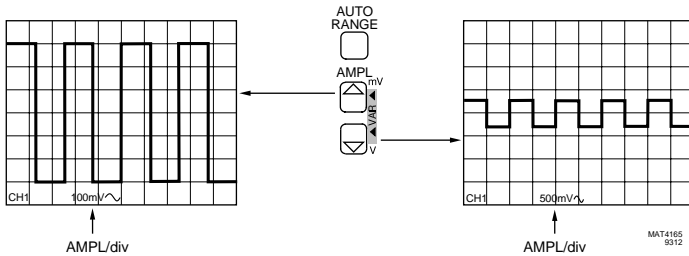 AUTO
RANGE
AMPL
mV
VAR
V
CH1 100mV
AMPL/div
CH1 500mV
AMPL/div
MAT4165
9312